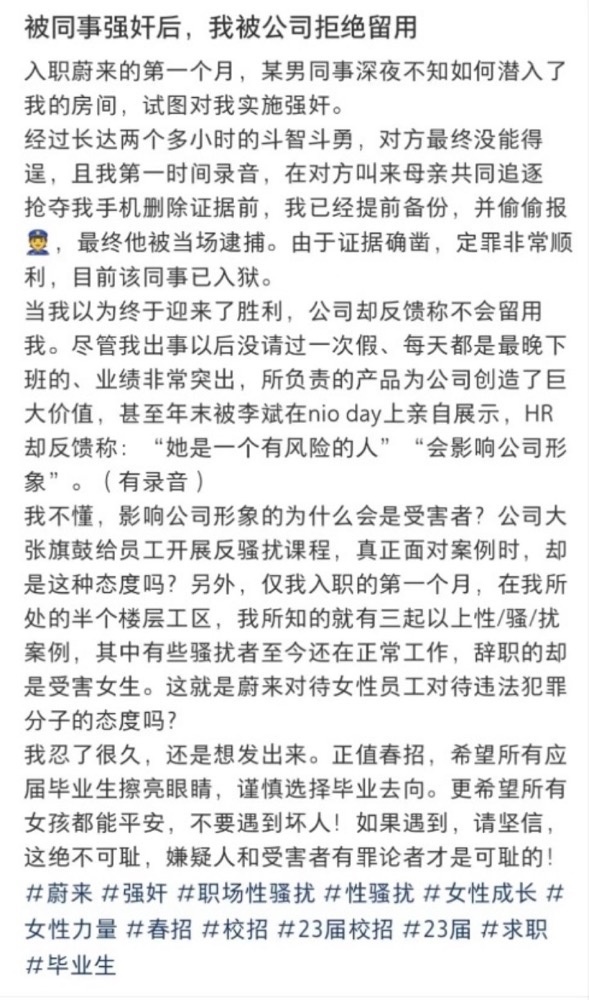 被同事强奸后，我被公司拒绝留用
入职蔚来的第一个月，某男同事深夜不知如何潜入了
我的房间，试图对我实施强奸。
经过长达两个多小时的斗智斗勇，对方最终没能得
逞，且我第一时间录音，在对方叫来母亲共同追逐
抢夺我手机删除证据前，我已经提前备份，并偷偷报
👮，最终他被当场逮捕。由于证据确凿，定罪非常顺
利，目前该同事已入狱。
当我以为终于迎来了胜利，公司却反馈称不会留用
我。尽管我出事以后没请过一次假、每天都是最晚下
班的、业绩非常突出，所负责的产品为公司创造了巨
大价值，甚至年末被李斌在nio day上亲自展示，HR
却反馈称：“她是一个有风险的人”“会影响公司形
象”。（有录音）
我不懂，影响公司形象的为什么会是受害者？公司大
张旗鼓给员工开展反骚扰课程，真正面对案例时，却
是这种态度吗？另外，仅我入职的第一个月，在我所
处的半个楼层工区，我所知的就有三起以上性/骚/扰
案例，其中有些骚扰者至今还在正常工作，辞职的却
是受害女生。这就是蔚来对待女性员工对待违法犯罪
分子的态度吗？
我忍了很久，还是想发出来。正值春招，希望所有应
届毕业生擦亮眼睛，谨慎选择毕业去向。更希望所有
女孩都能平安，不要遇到坏人！如果遇到，请坚信，
这绝不可耻，嫌疑人和受害者有罪论者才是可耻的！
#蔚来 #强奸 #职场性骚扰 #性骚扰 #女性成长 #
女性力量 #春招 #校招 #23届校招 #23届 #求职
#毕业生